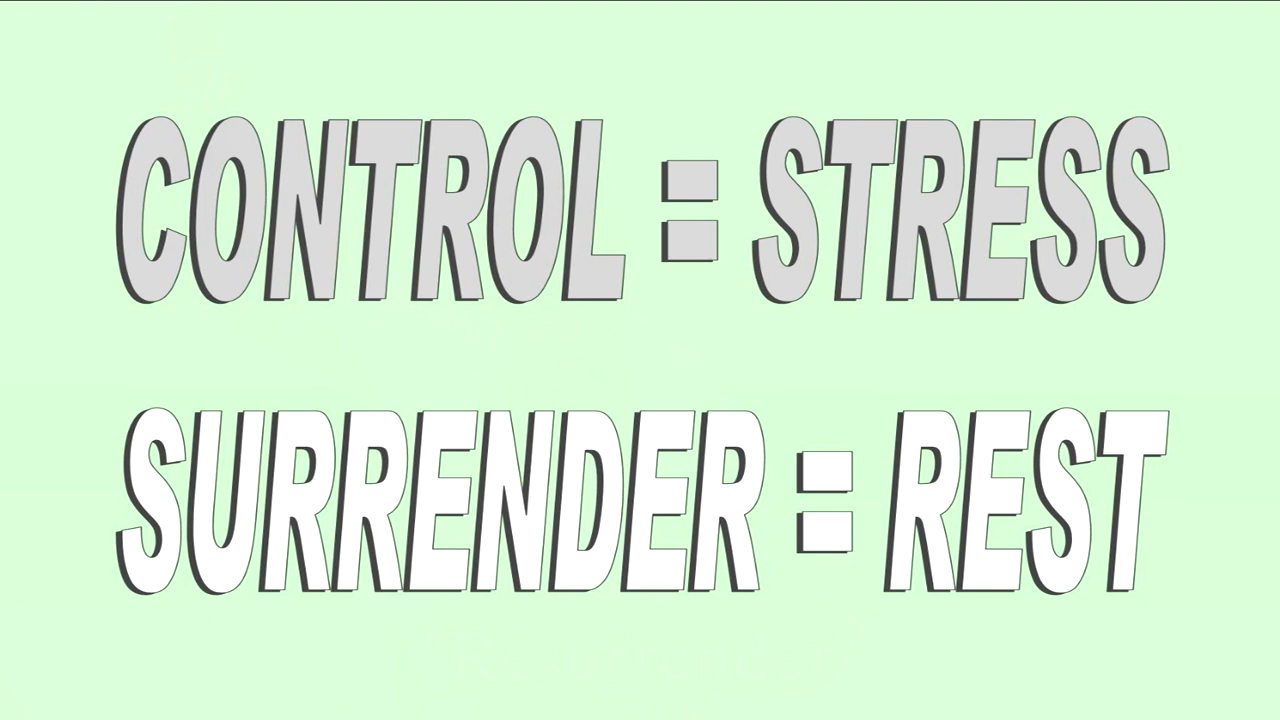 CONTROL = STRESS
SURRENDER = REST